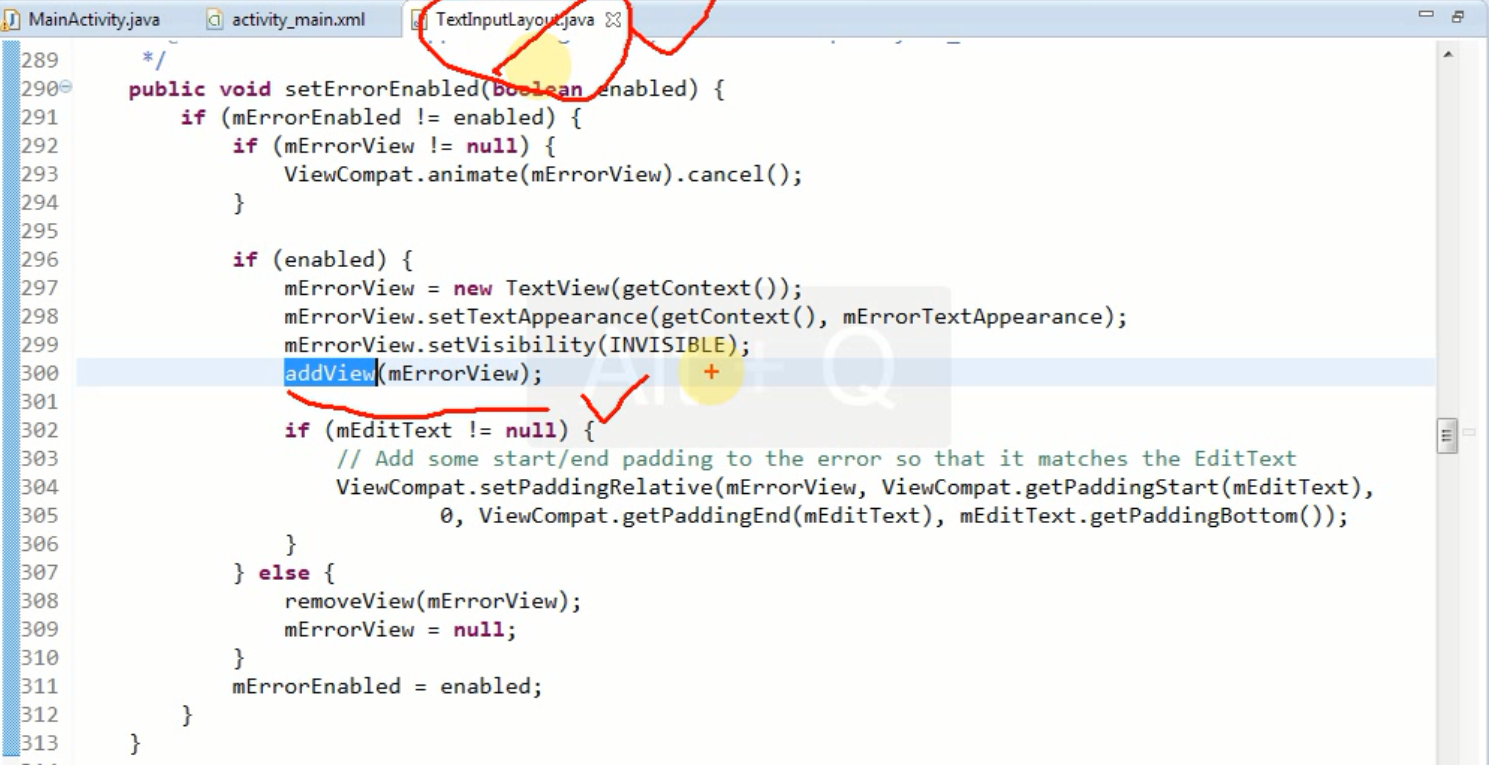 MainActivity.java activity_main.xml TextInputLayout.java
289 */
290 public void setErrorEnabled(boolean enabled) {
291 if (mErrorEnabled != enabled) {
292 if (mErrorView != null) {
293 ViewCompat.animate(mErrorView).cancel();
294 }
295
296 if (enabled) {
297 mErrorView = new TextView(getContext());
298 mErrorView.setTextAppearance(getContext(), mErrorTextAppearance);
299 mErrorView.setVisibility(INVISIBLE);
300 addView(mErrorView);
Alt + Q
301
302 if (mEditText != null) {
303 // Add some start/end padding to the error so that it matches the EditText
304 ViewCompat.setPaddingRelative(mErrorView, ViewCompat.getPaddingStart(mEditText),
305 0, ViewCompat.getPaddingEnd(mEditText), mEditText.getPaddingBottom());
306 }
307 } else {
308 removeView(mErrorView);
309 mErrorView = null;
310 }
311 mErrorEnabled = enabled;
312 }
313 }